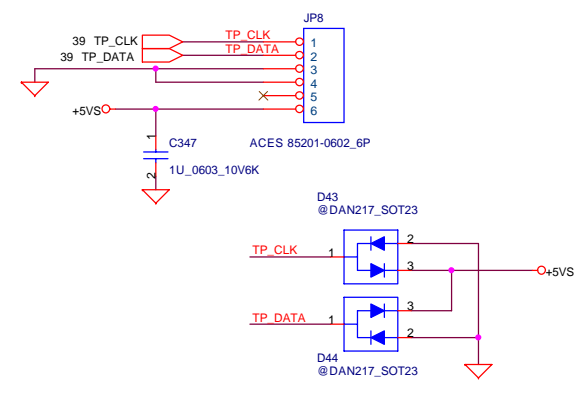 JP8
39 TP_CLK
TP_CLK
1
39 TP_DATA
TP_DATA
2
3
4
5
+5VS
6
1
C347
ACES 85201-0602_6P
2
1U_0603_10V6K
D43
@DAN217_SOT23
TP_CLK
1
2
3
+5VS
TP_DATA
1
3
2
D44
@DAN217_SOT23